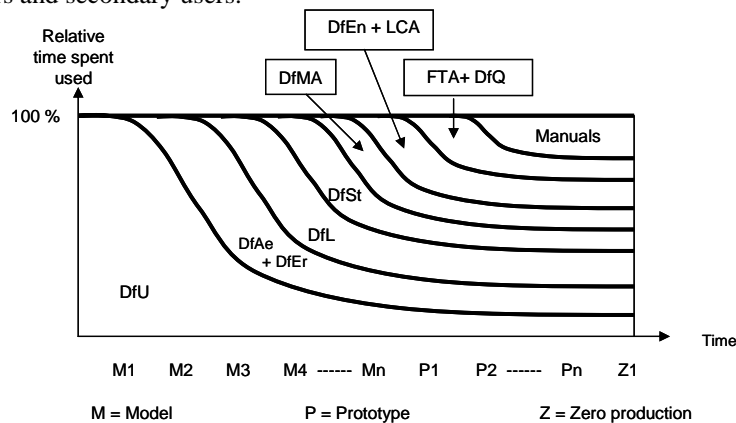 rs and secondary users.
Relative
time spent
used
DfEn + LCA
DfMA
FTA+ DfQ
100 %
Manuals
DfSt
DfL
DfAe
+ DfEr
DfU
Time
M1 M2 M3 M4 ------ Mn P1 P2 ------ Pn Z1
M = Model P = Prototype Z = Zero production